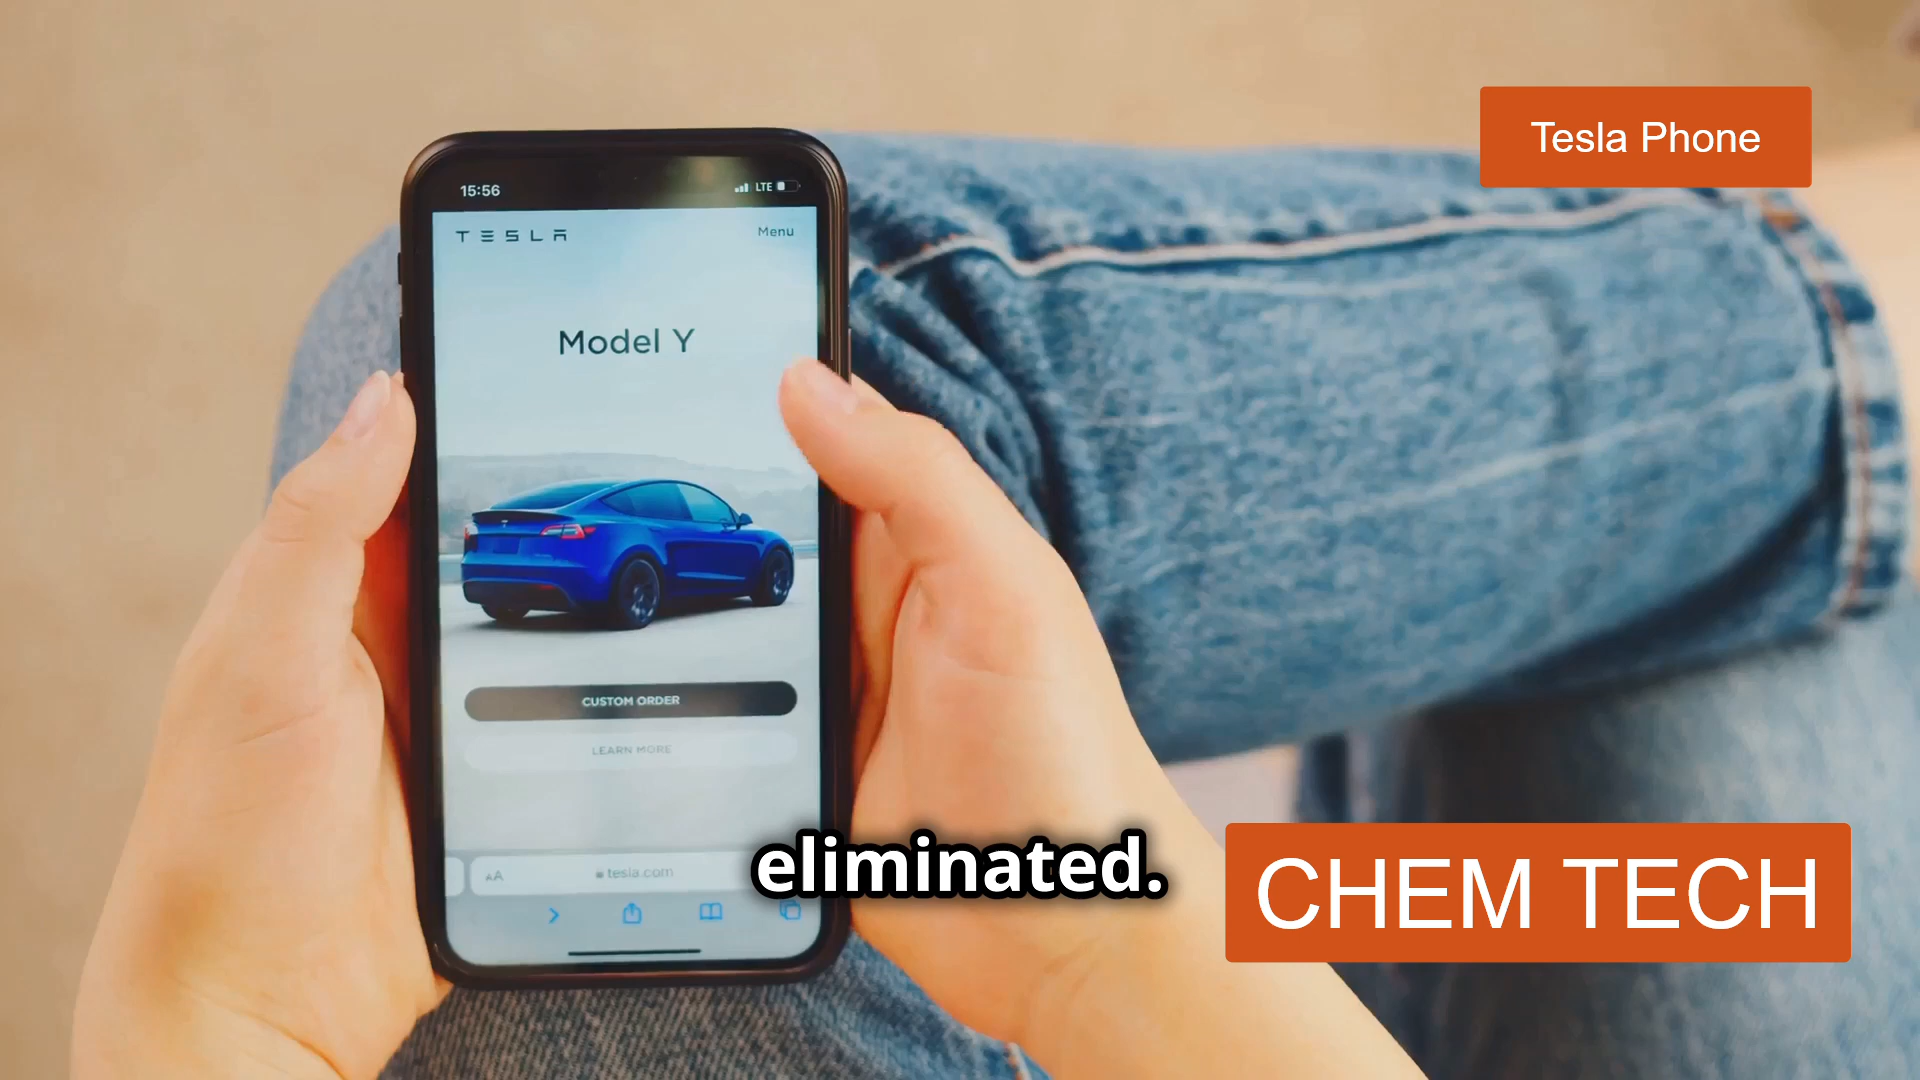 Tesla Phone
15:56
LTE
TESLA
Menu
Model Y
CUSTOM ORDER
LEARN MORE
AA
tesla.com
eliminated.
CHEM TECH